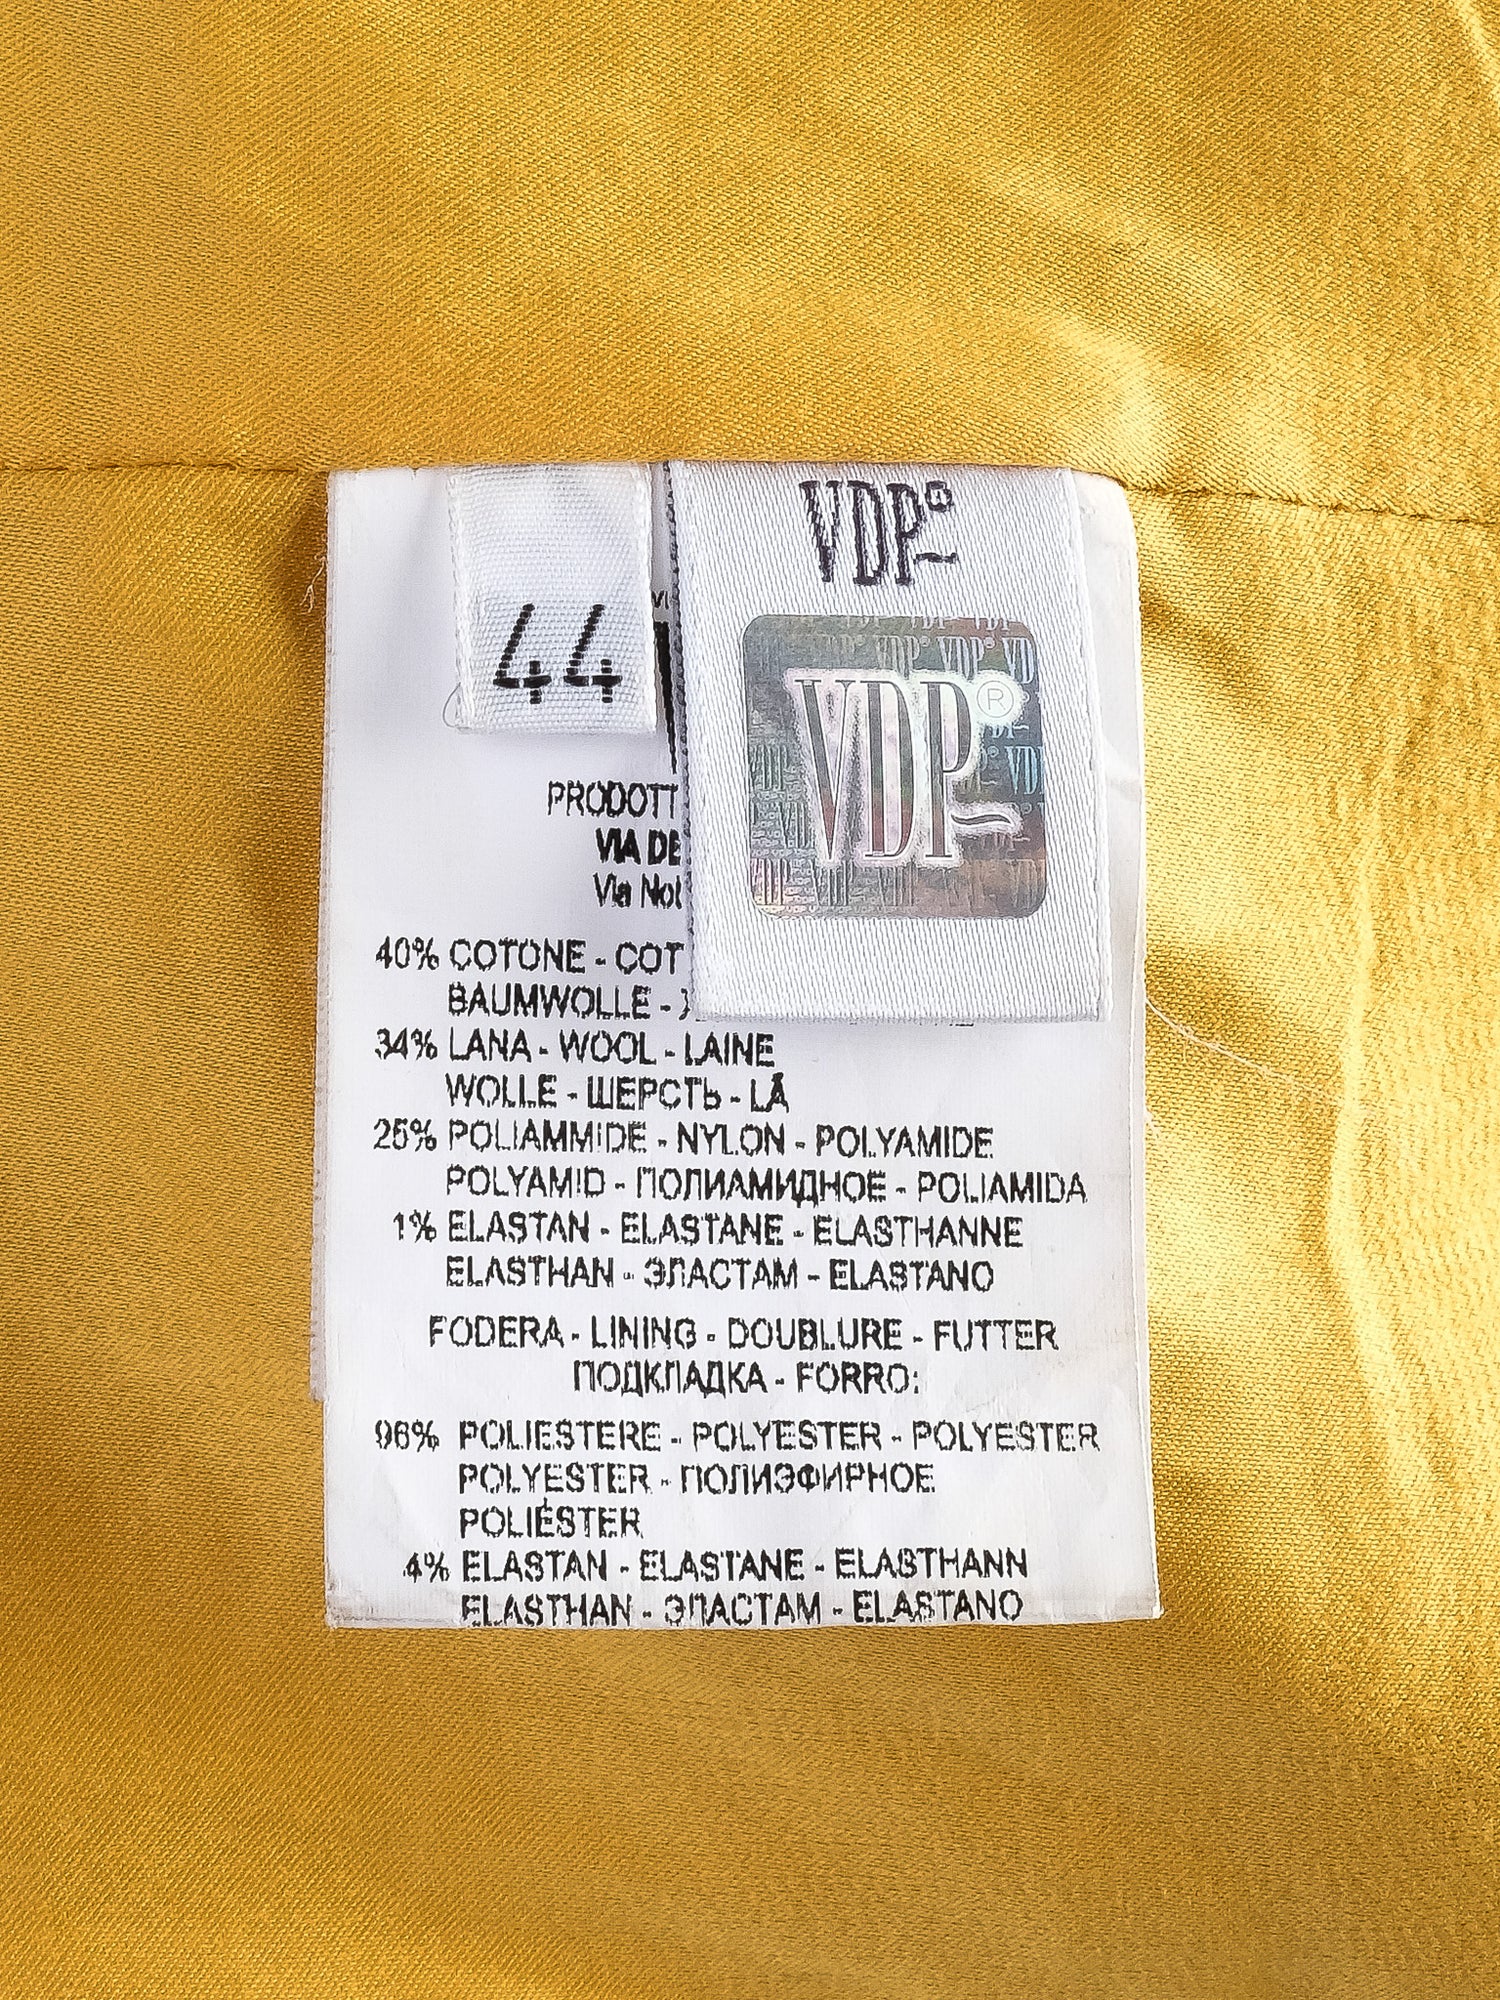 44
VDP®
VDP®
PRODOTT
VIA DE
Via Not
40% COTONE - COT
BAUMWOLLE -
34% LANA - WOOL - LAINE
WOLLE - ШЕРСТЬ - LÃ
25% POLIAMMIDE - NYLON - POLYAMIDE
POLYAMID - ПОЛИАМИДНОЕ - POLIAMIDA
1% ELASTAN - ELASTANE - ELASTHANNE
ELASTHAN - ЭЛАСТАМ - ELASTANO
FODERA - LINING - DOUBLURE - FUTTER
ПОДКЛАДКА - FORRO:
96% POLIESTERE - POLYESTER - POLYESTER
POLYESTER - ПОЛИЭФИРНОЕ
POLIÉSTER
4% ELASTAN - ELASTANE - ELASTHANN
ELASTHAN - ЭЛАСТАМ - ELASTANO